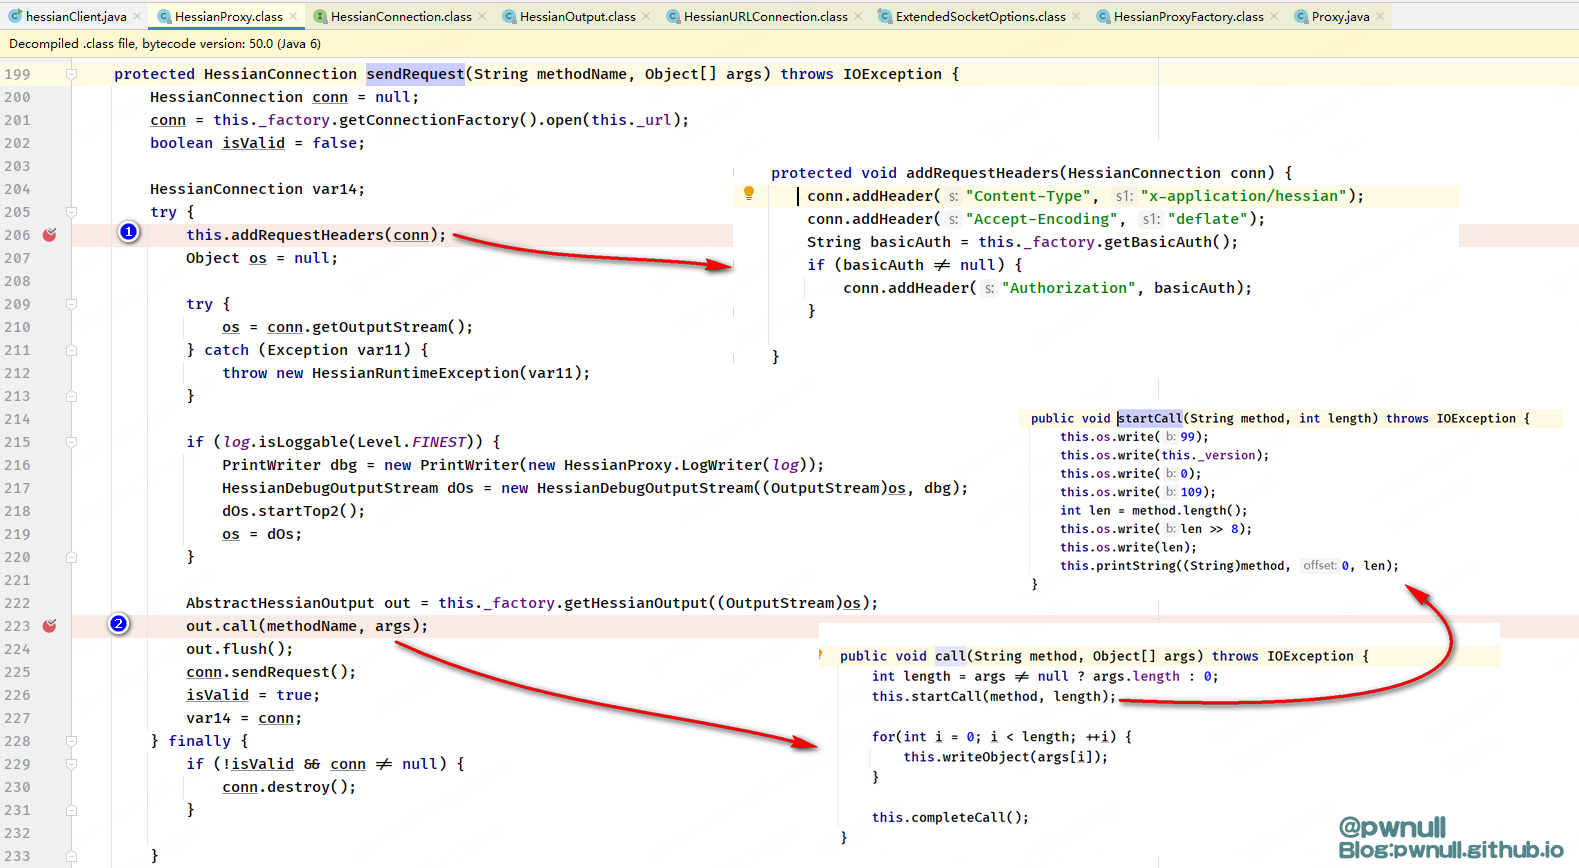 hessianClient.java
HessianProxy.class
HessianConnection.class
HessianOutput.class
HessianURLConnection.class
ExtendedSocketOptions.class
HessianProxyFactory.class
Proxy.java
Decompiled .class file, bytecode version: 50.0 (Java 6)
199 protected HessianConnection sendRequest(String methodName, Object[] args) throws IOException {
200 HessianConnection conn = null;
201 conn = this._factory.getConnectionFactory().open(this._url);
202 boolean isValid = false;
203
204 HessianConnection var14;
205 try {
206 this.addRequestHeaders(conn);
207 Object os = null;
208
209 try {
210 os = conn.getOutputStream();
211 } catch (Exception var11) {
212 throw new HessianRuntimeException(var11);
213 }
214
215 if (log.isLoggable(Level.FINEST)) {
216 PrintWriter dbg = new PrintWriter(new HessianProxy.LogWriter(log));
217 HessianDebugOutputStream dOs = new HessianDebugOutputStream((OutputStream)os, dbg);
218 dOs.startTop2();
219 os = dOs;
220 }
221
222 AbstractHessianOutput out = this._factory.getHessianOutput((OutputStream)os);
223 out.call(methodName, args);
224 out.flush();
225 conn.sendRequest();
226 isValid = true;
227 var14 = conn;
228 } finally {
229 if (!isValid && conn ≠ null) {
230 conn.destroy();
231 }
232
233 }
1
2
protected void addRequestHeaders(HessianConnection conn) {
conn.addHeader( s: "Content-Type", s1: "x-application/hessian");
conn.addHeader( s: "Accept-Encoding", s1: "deflate");
String basicAuth = this._factory.getBasicAuth();
if (basicAuth ≠ null) {
conn.addHeader( s: "Authorization", basicAuth);
}
}
public void startCall(String method, int length) throws IOException {
this.os.write( b: 99);
this.os.write(this._version);
this.os.write( b: 0);
this.os.write( b: 109);
int len = method.length();
this.os.write( b: len >> 8);
this.os.write(len);
this.printString((String)method, offset: 0, len);
}
public void call(String method, Object[] args) throws IOException {
int length = args ≠ null ? args.length : 0;
this.startCall(method, length);
for(int i = 0; i < length; ++i) {
this.writeObject(args[i]);
}
this.completeCall();
}
@pwnull
Blog:pwnull.github.io